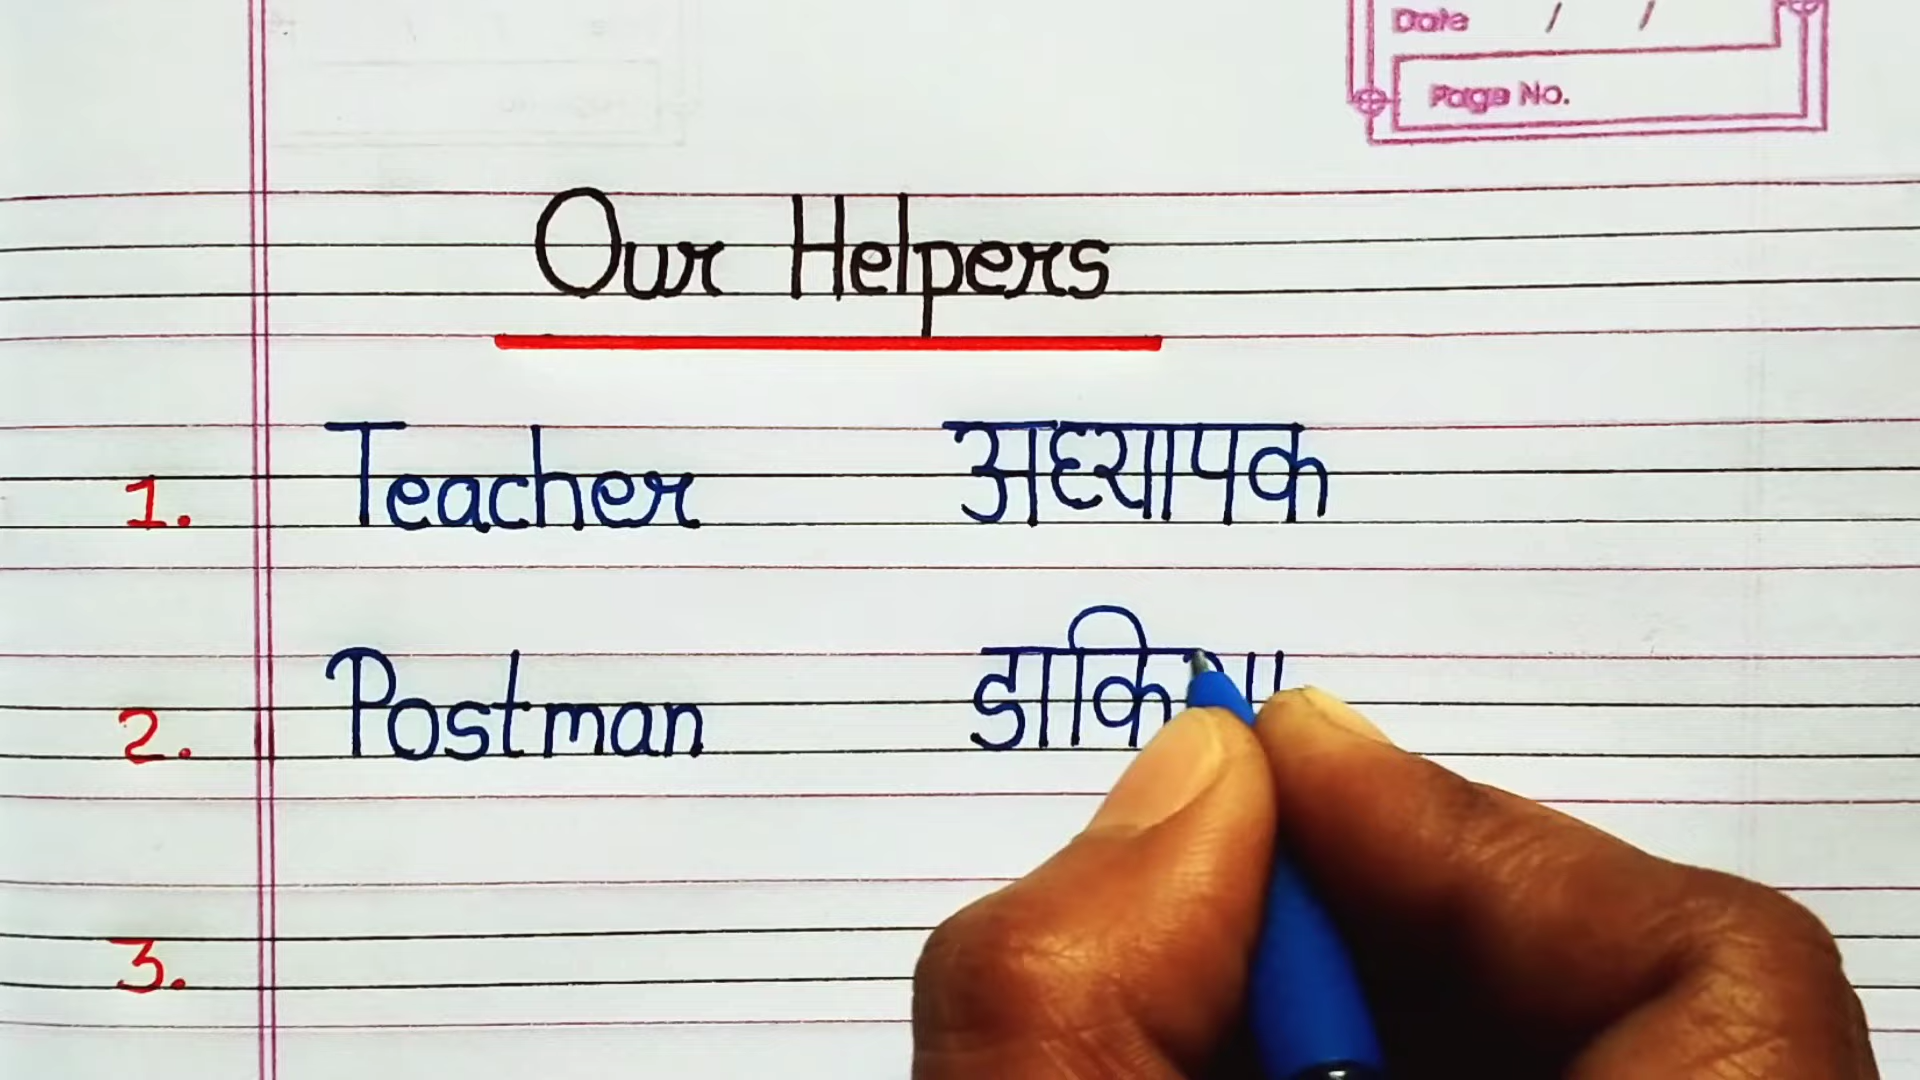 Date / /
Page No.
Our Helpers
1. Teacher अध्यापक
2. Postman
3.